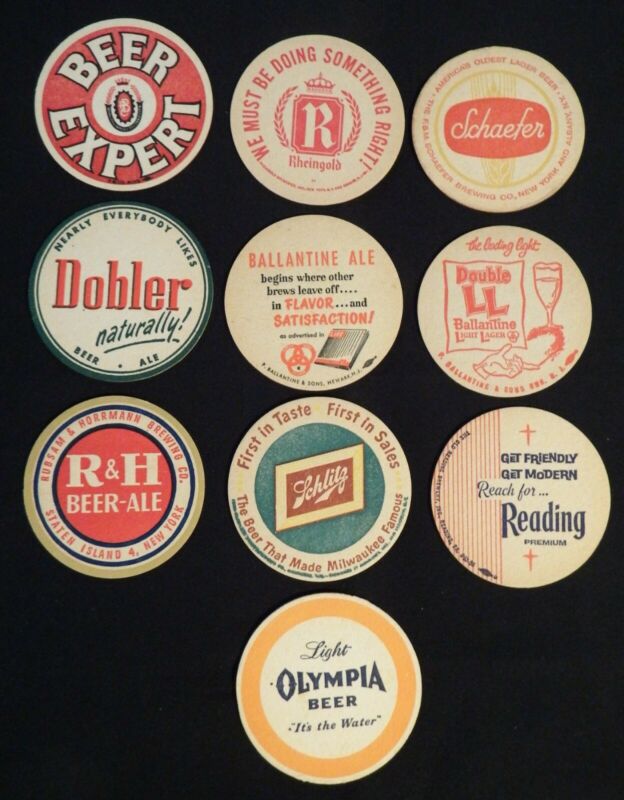 BEER
EXPERT
WE MUST BE DOING SOMETHING RIGHT!
R
Rheingold
AMERICA'S OLDEST LAGER BEER
Schaefer
THE F.& M. SCHAEFER BREWING CO., NEW YORK AND ALBANY, N.Y.
NEARLY EVERYBODY LIKES
Dobler
naturally!
BEER • ALE
BALLANTINE ALE
begins where other
brews leave off....
in FLAVOR...and
SATISFACTION!
as advertised in
P. BALLANTINE & SONS, NEWARK, N.J.
the leading light
Double
LL
Ballantine
LIGHT LAGER
P. BALLANTINE & SONS NWK. N.J.
RUBSAM & HORRMANN BREWING CO.
R&H
BEER-ALE
STATEN ISLAND 4, NEW YORK
First in Taste First in Sales
Schlitz
The Beer That Made Milwaukee Famous
GET FRIENDLY
GET MODERN
Reach for...
Reading
PREMIUM
Light
OLYMPIA
BEER
"It's the Water"